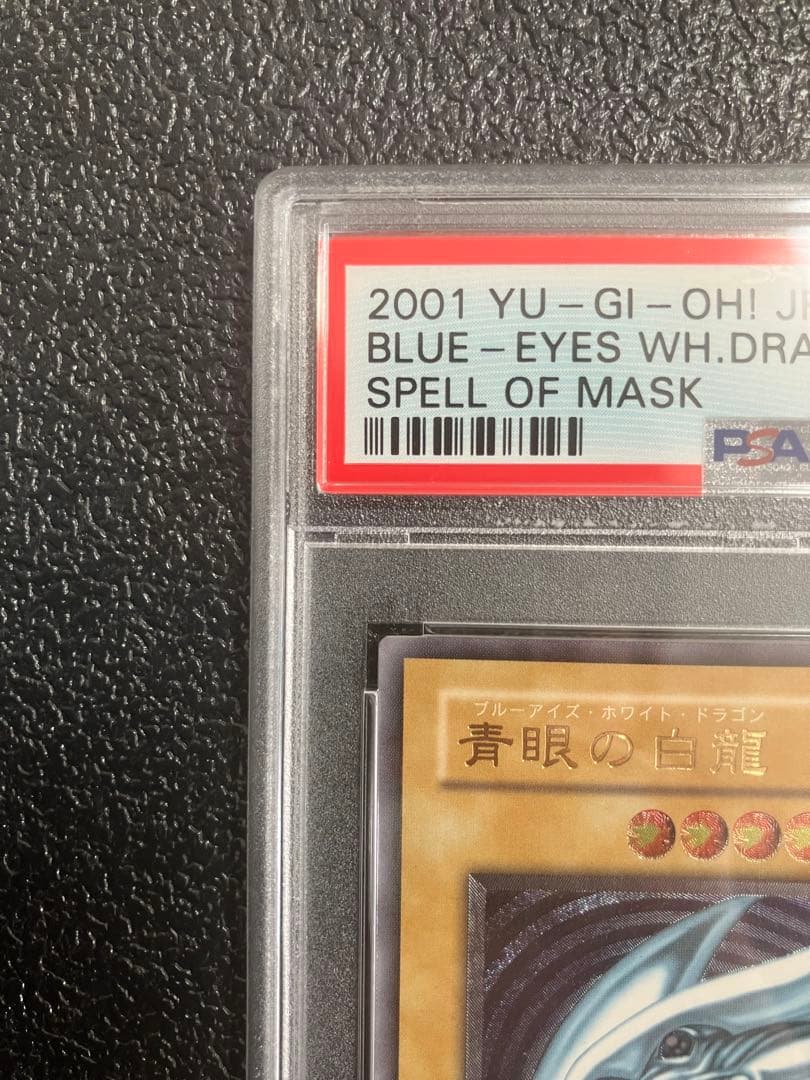 2001 YU-GI-OH! J
BLUE-EYES WH.DRA
SPELL OF MASK
PSA
ブルーアイズ・ホワイト・ドラゴン
青眼の白龍